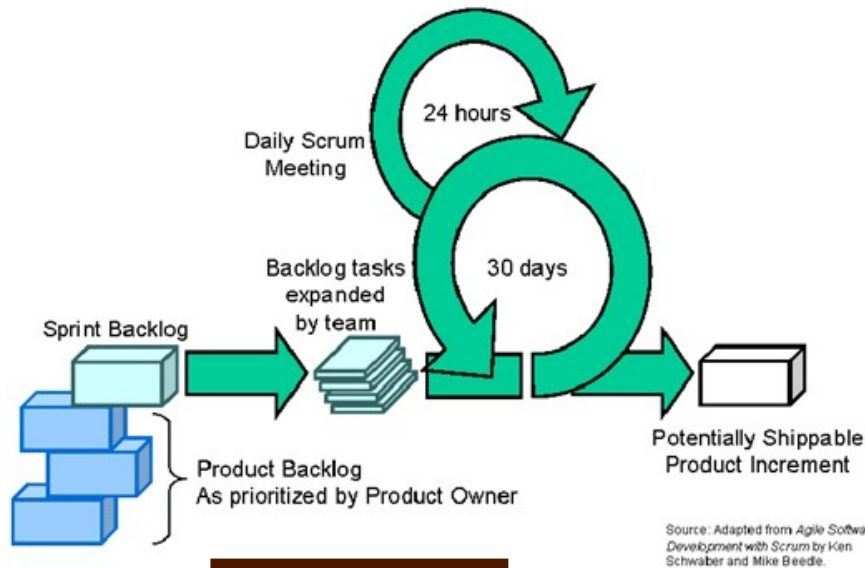 24 hours
Daily Scrum
Meeting
Backlog tasks
expanded
by team
30 days
Sprint Backlog
Potentially Shippable
Product Increment
Product Backlog
As prioritized by Product Owner
Source: Adapted from Agile Softwa
Development with Scrum by Ken
Schwaber and Mike Beedle.